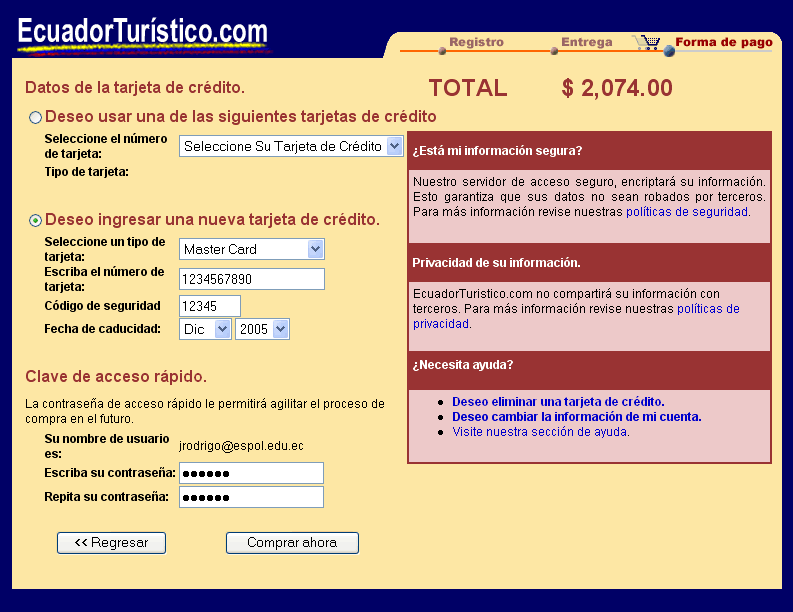 EcuadorTurístico.com
Registro
Entrega
Forma de pago
Datos de la tarjeta de crédito.
TOTAL $ 2,074.00
Deseo usar una de las siguientes tarjetas de crédito
Seleccione el número
de tarjeta:
Seleccione Su Tarjeta de Crédito
Tipo de tarjeta:
Deseo ingresar una nueva tarjeta de crédito.
Seleccione un tipo de
tarjeta:
Master Card
Escriba el número de
tarjeta:
1234567890
Código de seguridad
12345
Fecha de caducidad:
Dic
2005
Clave de acceso rápido.
La contraseña de acceso rápido le permitirá agilitar el proceso de
compra en el futuro.
Su nombre de usuario
es:
jrodrigo@espol.edu.ec
Escriba su contraseña:
●●●●●●
Repita su contraseña:
●●●●●●
<< Regresar
Comprar ahora
¿Está mi información segura?
Nuestro servidor de acceso seguro, encriptará su información.
Esto garantiza que sus datos no sean robados por terceros.
Para más información revise nuestras políticas de seguridad.
Privacidad de su información.
EcuadorTuristico.com no compartirá su información con
terceros. Para más información revise nuestras políticas de
privacidad.
¿Necesita ayuda?
• Deseo eliminar una tarjeta de crédito.
• Deseo cambiar la información de mi cuenta.
• Visite nuestra sección de ayuda.